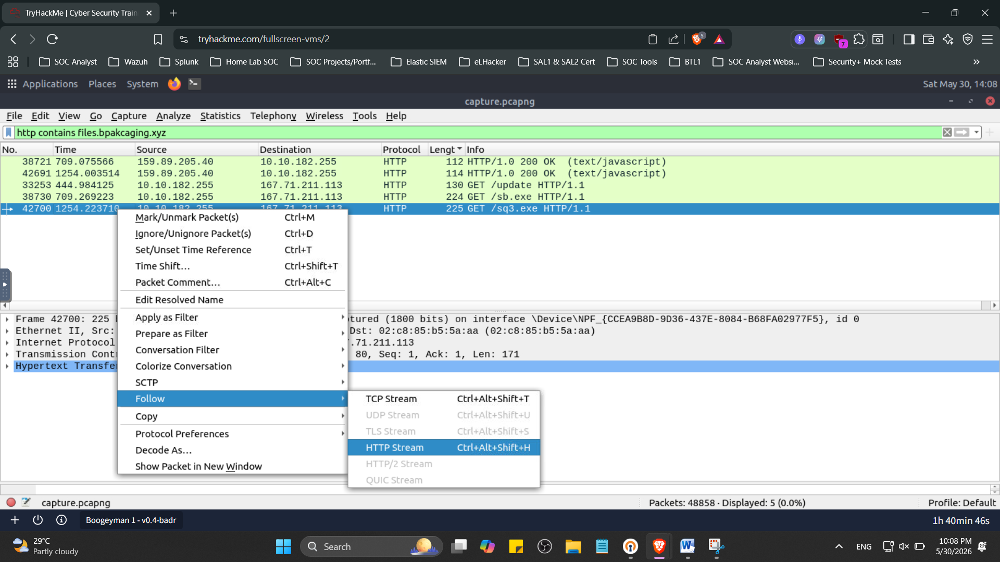 TryHackMe | Cyber Security Train
tryhackme.com/fullscreen-vms/2
5
7
SOC Analyst
Wazuh
Splunk
Home Lab SOC
SOC Projects/Portf...
Elastic SIEM
eLHacker
SAL1 & SAL2 Cert
SOC Tools
BTL1
SOC Analyst Websi...
Security+ Mock Tests
»
Applications Places System
Sat May 30, 14:08
capture.pcapng
File Edit View Go Capture Analyze Statistics Telephony Wireless Tools Help
http contains files.bpakcaging.xyz
No. Time Source Destination Protocol Lengt Info
38721 709.075566 159.89.205.40 10.10.182.255 HTTP 112 HTTP/1.0 200 OK (text/javascript)
42691 1254.003514 159.89.205.40 10.10.182.255 HTTP 114 HTTP/1.0 200 OK (text/javascript)
33253 444.984125 10.10.182.255 167.71.211.113 HTTP 130 GET /update HTTP/1.1
38730 709.269223 10.10.182.255 167.71.211.113 HTTP 224 GET /sb.exe HTTP/1.1
42700 1254.223710 10.10.182.255 167.71.211.113 HTTP 225 GET /sq3.exe HTTP/1.1
Mark/Unmark Packet(s) Ctrl+M
Ignore/Unignore Packet(s) Ctrl+D
Set/Unset Time Reference Ctrl+T
Time Shift... Ctrl+Shift+T
Packet Comment... Ctrl+Alt+C
Edit Resolved Name
Apply as Filter
Prepare as Filter
Conversation Filter
Colorize Conversation
SCTP
Follow
Copy
Protocol Preferences
Decode As...
Show Packet in New Window
TCP Stream Ctrl+Alt+Shift+T
UDP Stream Ctrl+Alt+Shift+U
TLS Stream Ctrl+Alt+Shift+S
HTTP Stream Ctrl+Alt+Shift+H
HTTP/2 Stream
QUIC Stream
Frame 42700: 225 tured (1800 bits) on interface \Device\NPF_{CCEA9B8D-9D36-437E-8084-B68FA02977F5}, id 0
Ethernet II, Src: Dst: 02:c8:85:b5:5a:aa (02:c8:85:b5:5a:aa)
Internet Protocol .71.211.113
Transmission Cont 80, Seq: 1, Ack: 1, Len: 171
Hypertext Transfe
capture.pcapng
Packets: 48858 · Displayed: 5 (0.0%)
Profile: Default
Boogeyman 1 - v0.4-badr
1h 40min 46s
29°C
Partly cloudy
Search
ENG
10:08 PM
5/30/2026